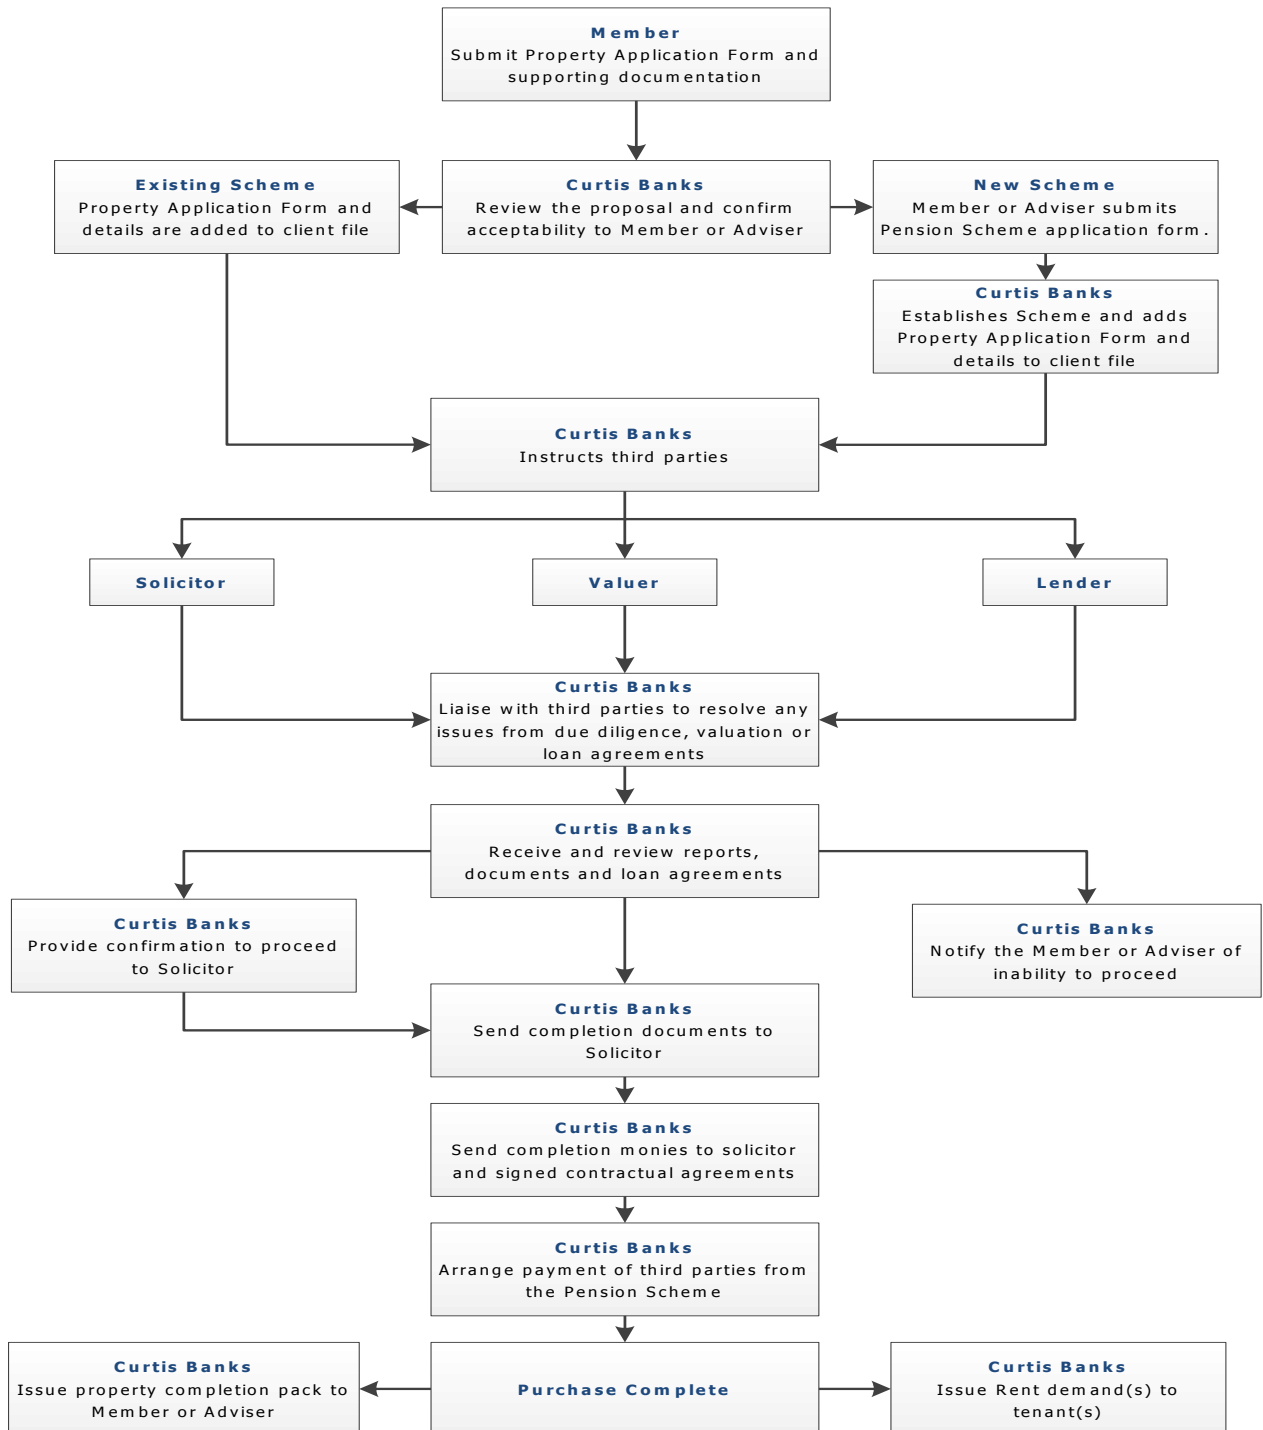 Member
Submit Property Application Form and
supporting documentation
Existing Scheme
Property Application Form and
details are added to client file
Curtis Banks
Review the proposal and confirm
acceptability to Member or Adviser
New Scheme
Member or Adviser submits
Pension Scheme application form.
Curtis Banks
Establishes Scheme and adds
Property Application Form and
details to client file
Curtis Banks
Instructs third parties
Solicitor
Valuer
Lender
Curtis Banks
Liaise with third parties to resolve any
issues from due diligence, valuation or
loan agreements
Curtis Banks
Receive and review reports,
documents and loan agreements
Curtis Banks
Provide confirmation to proceed
to Solicitor
Curtis Banks
Notify the Member or Adviser of
inability to proceed
Curtis Banks
Send completion documents to
Solicitor
Curtis Banks
Send completion monies to solicitor
and signed contractual agreements
Curtis Banks
Arrange payment of third parties from
the Pension Scheme
Curtis Banks
Issue property completion pack to
Member or Adviser
Purchase Complete
Curtis Banks
Issue Rent demand(s) to
tenant(s)